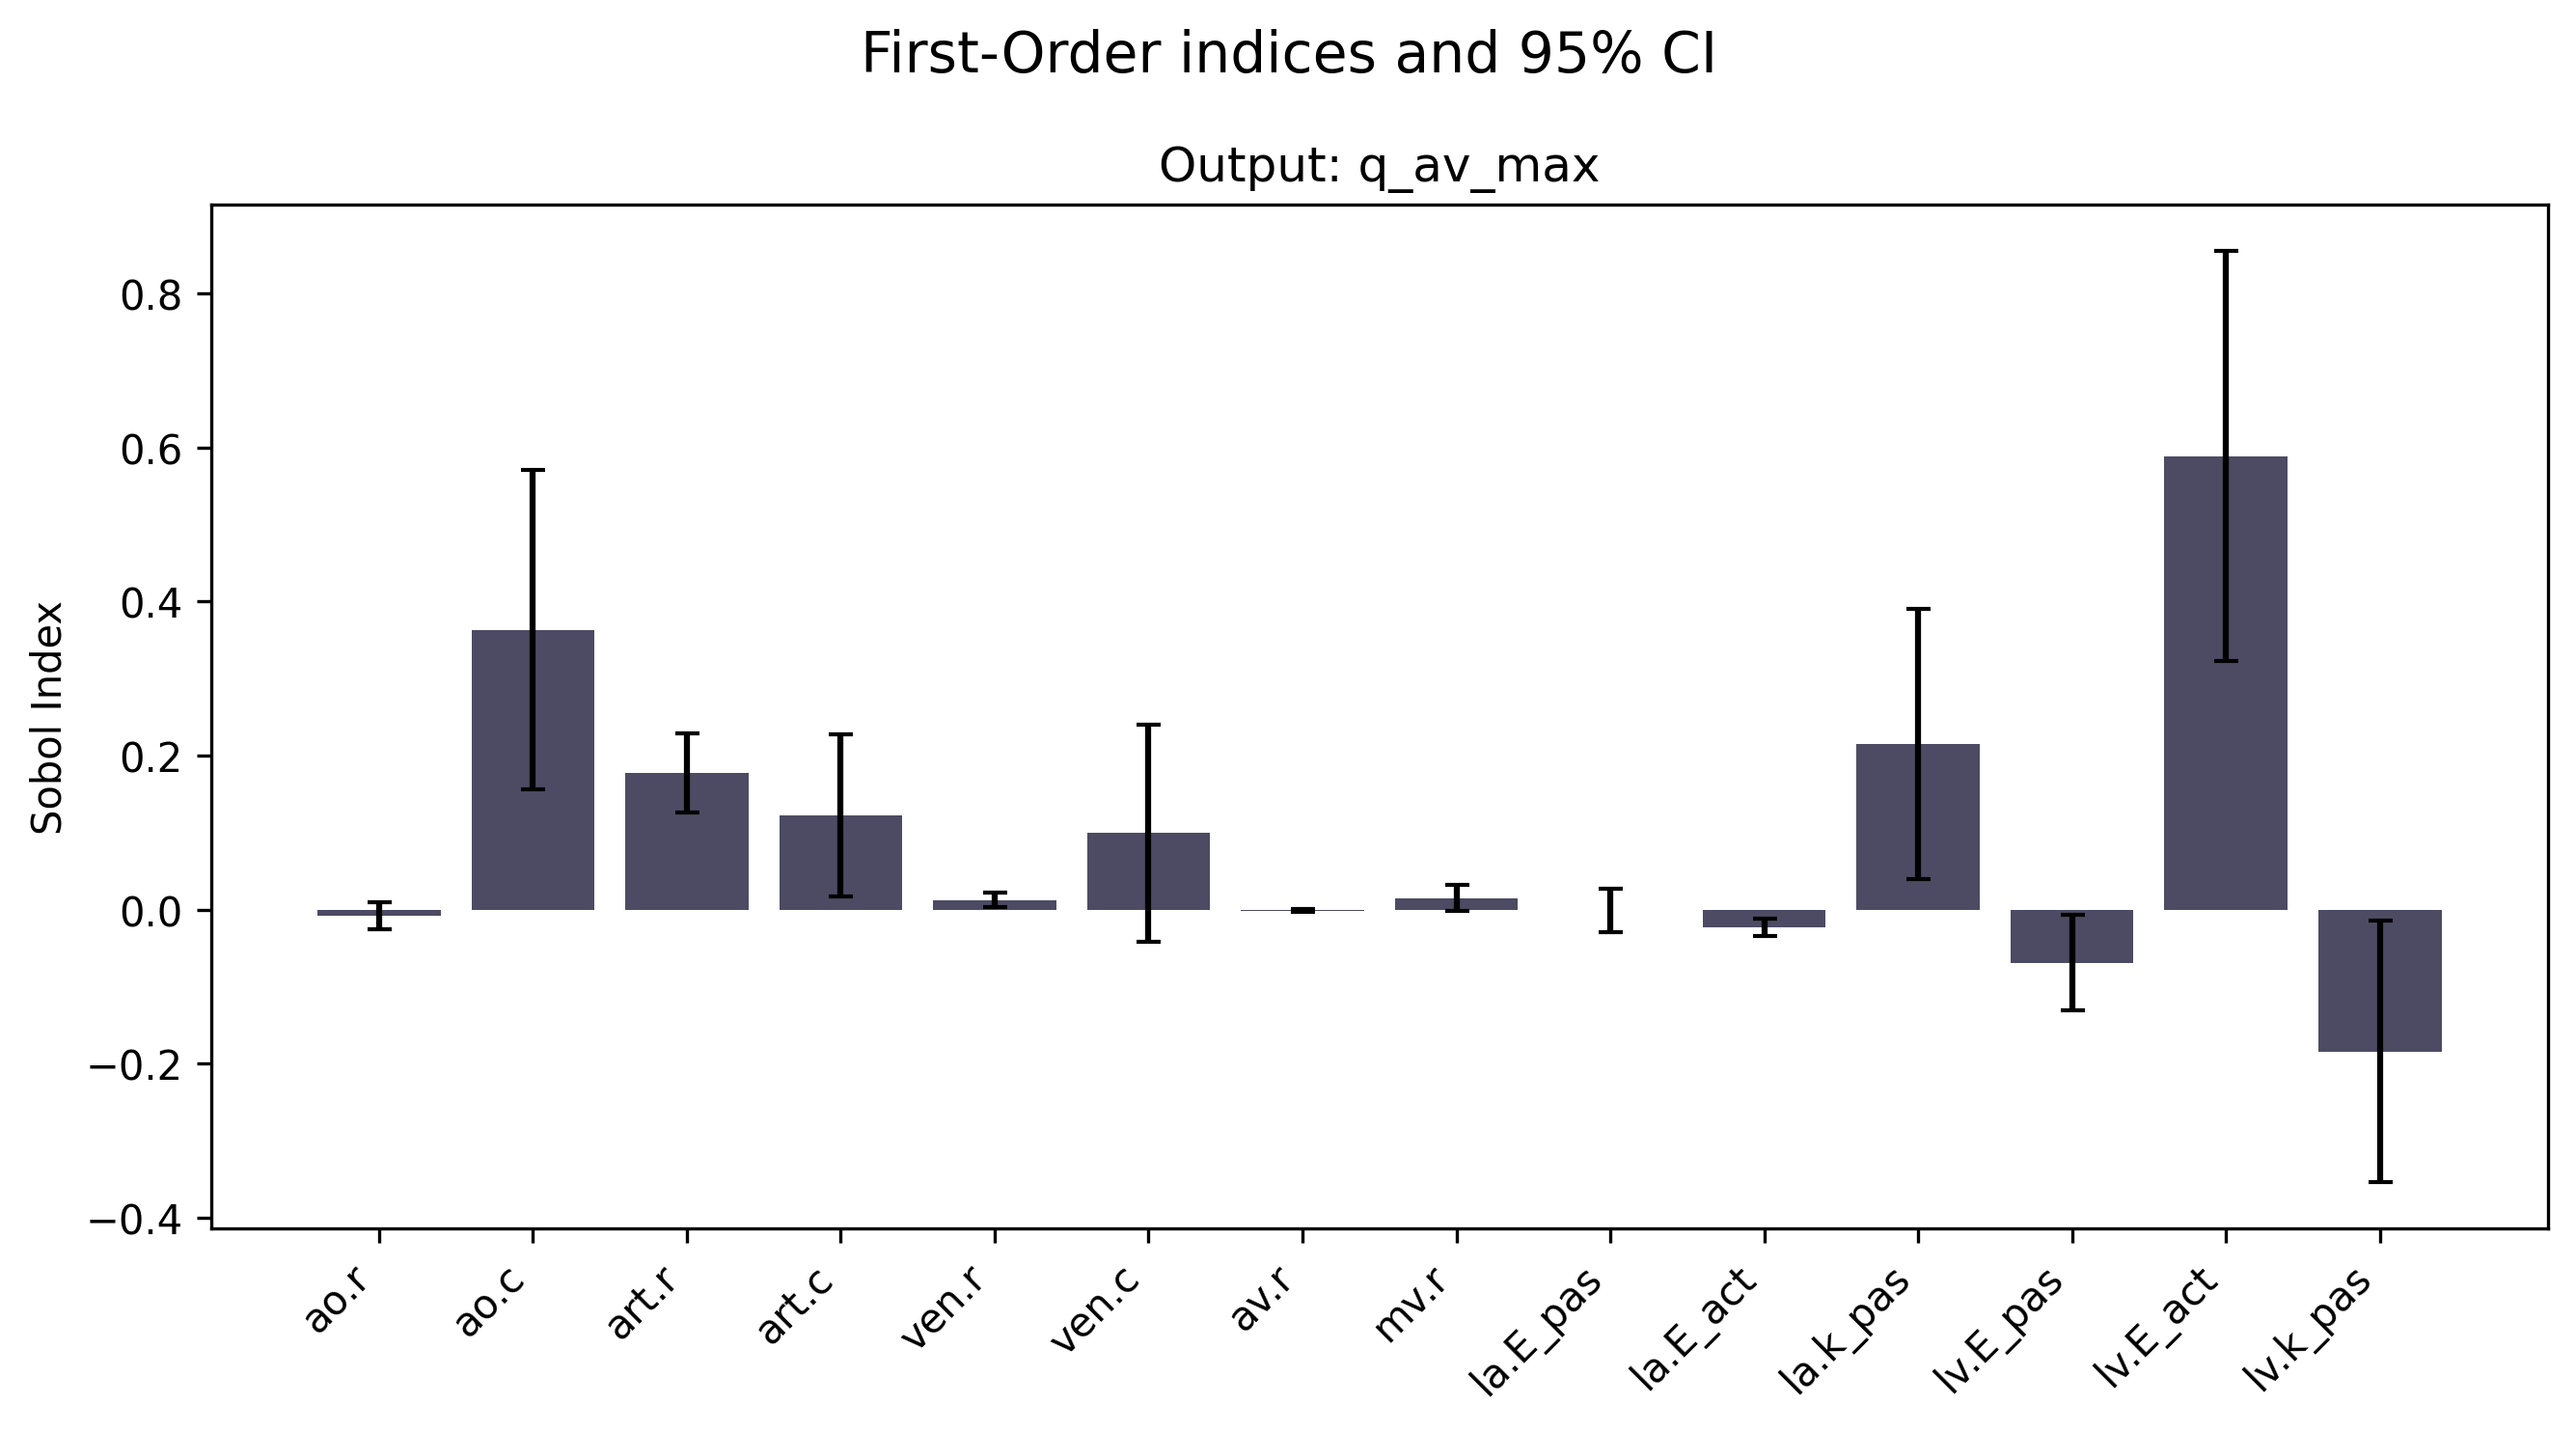 First-Order indices and 95% CI
Output: q_av_max
Sobol Index
0.8
0.6
0.4
0.2
0.0
−0.2
−0.4
ao.r
ao.c
art.r
art.c
ven.r
ven.c
av.r
mv.r
la.E_pas
la.E_act
la.k_pas
lv.E_pas
lv.E_act
lv.k_pas